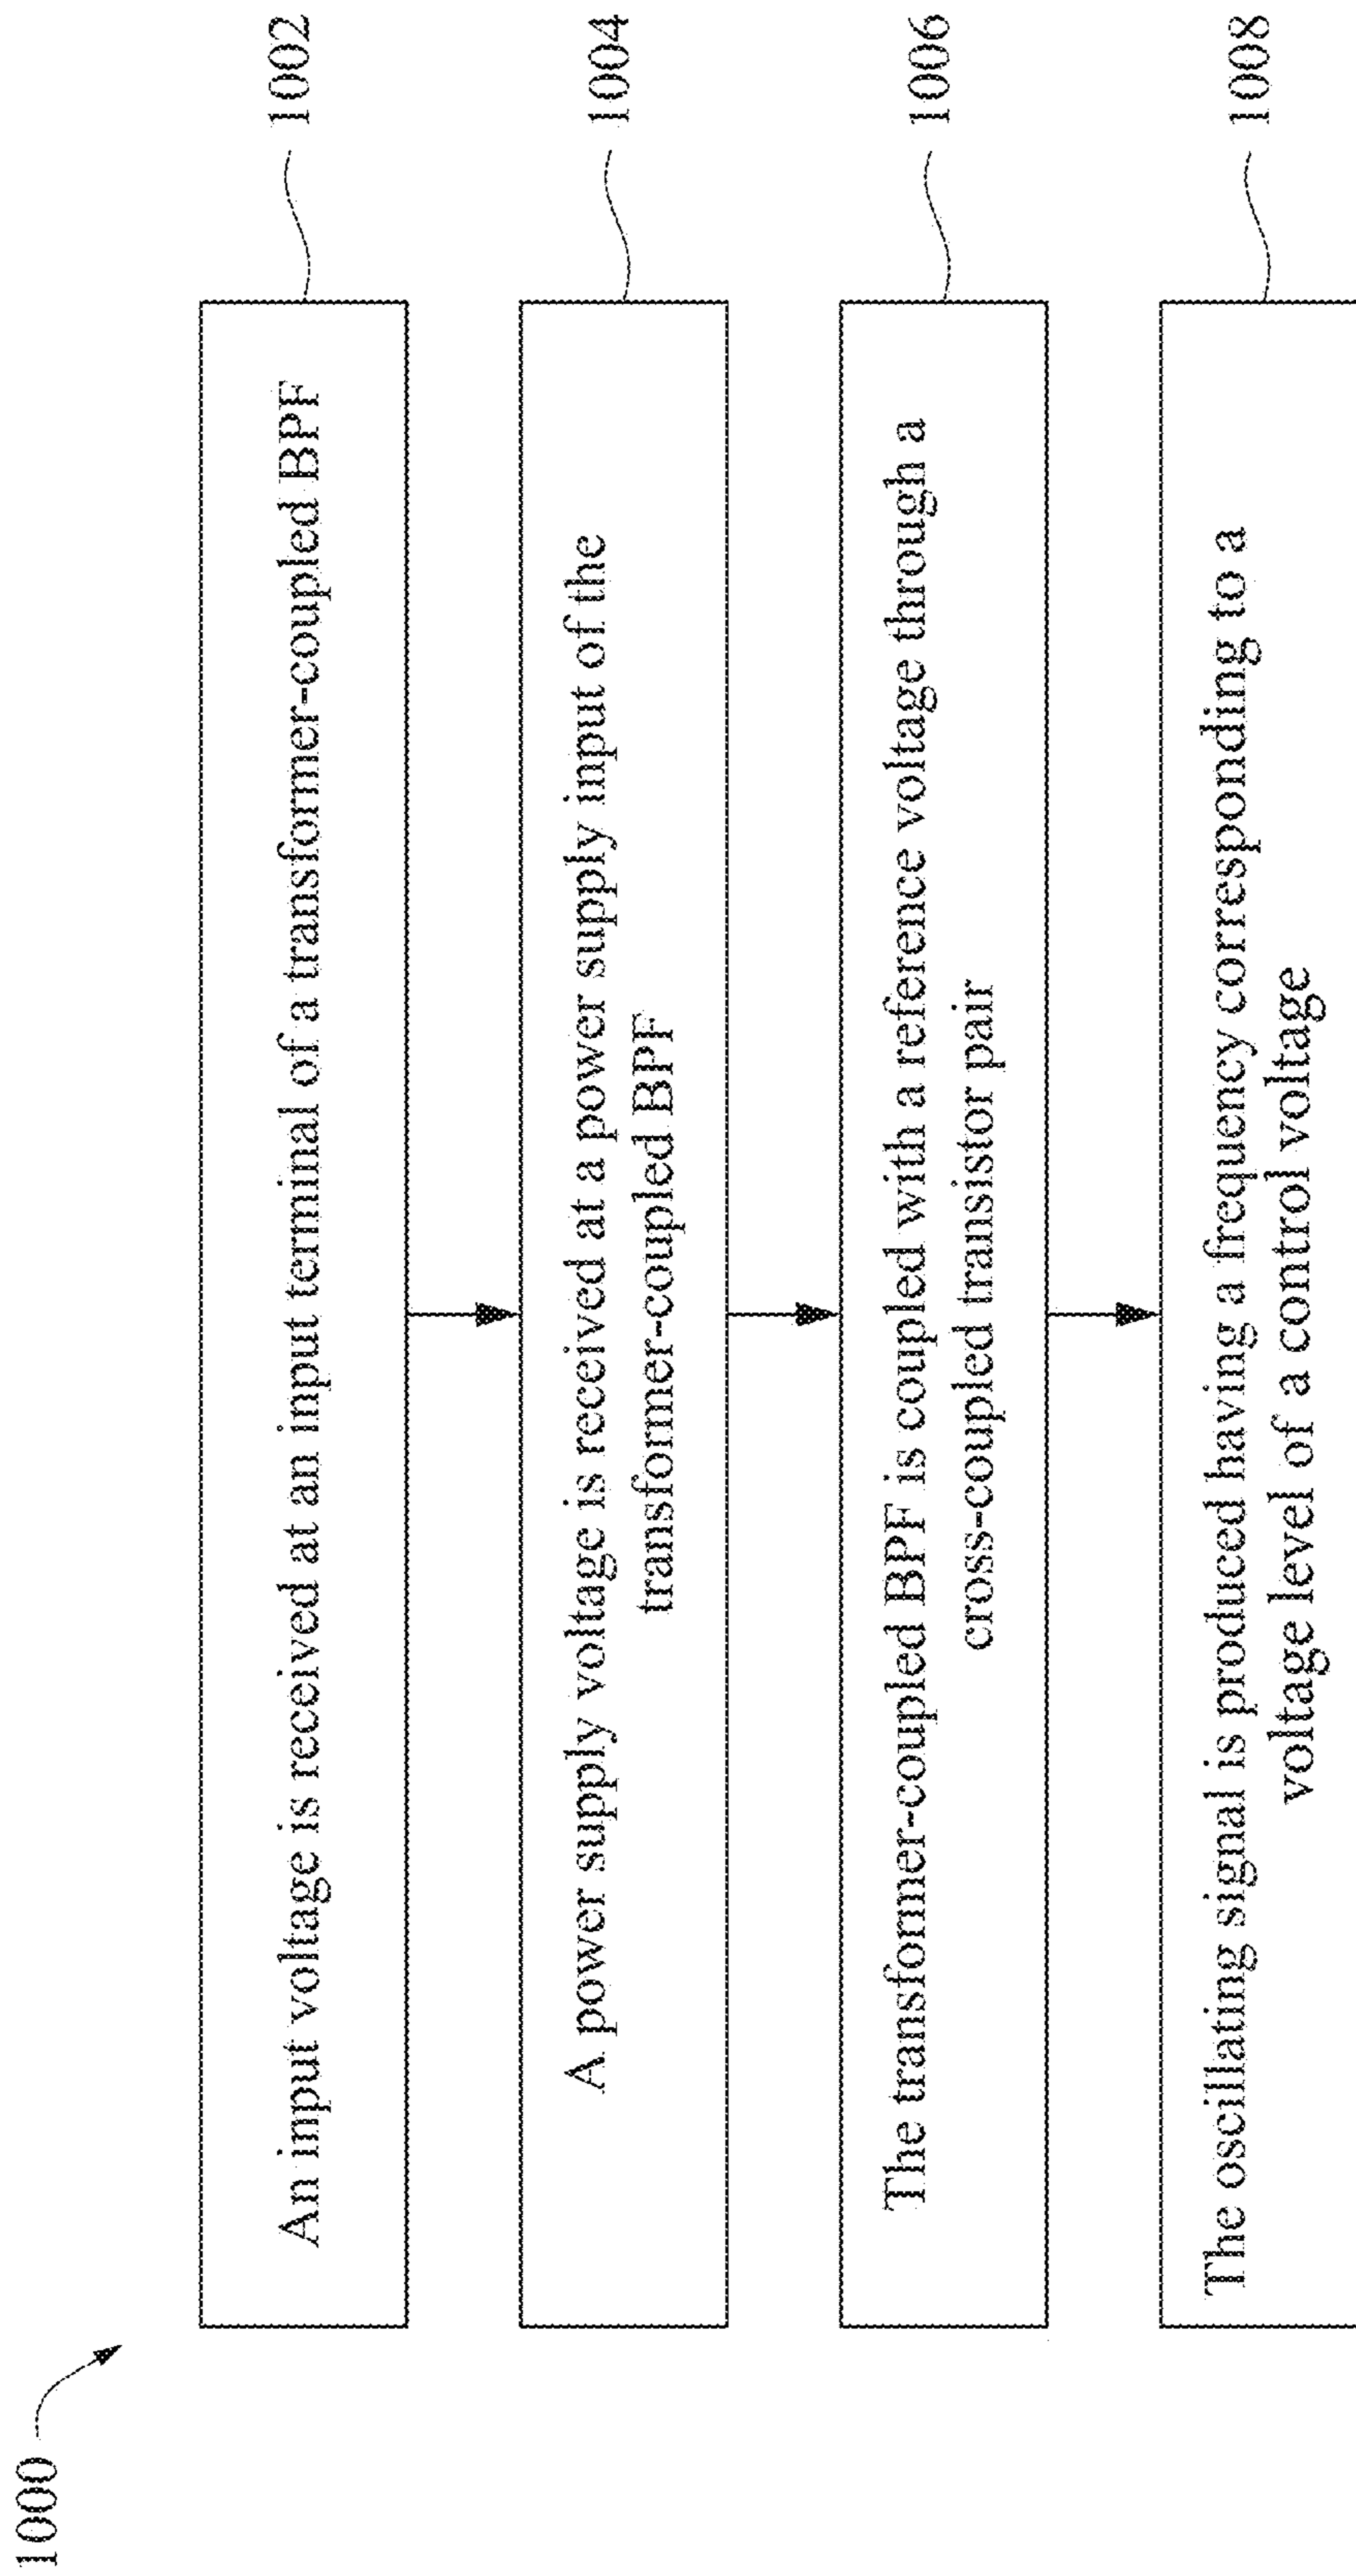 1000
An input voltage is received at an input terminal of a transformer-coupled BPF
1002
A power supply voltage is received at a power supply input of the
transformer-coupled BPF
1004
The transformer-coupled BPF is coupled with a reference voltage through a
cross-coupled transistor pair
1006
The oscillating signal is produced having a frequency corresponding to a
voltage level of a control voltage
1008